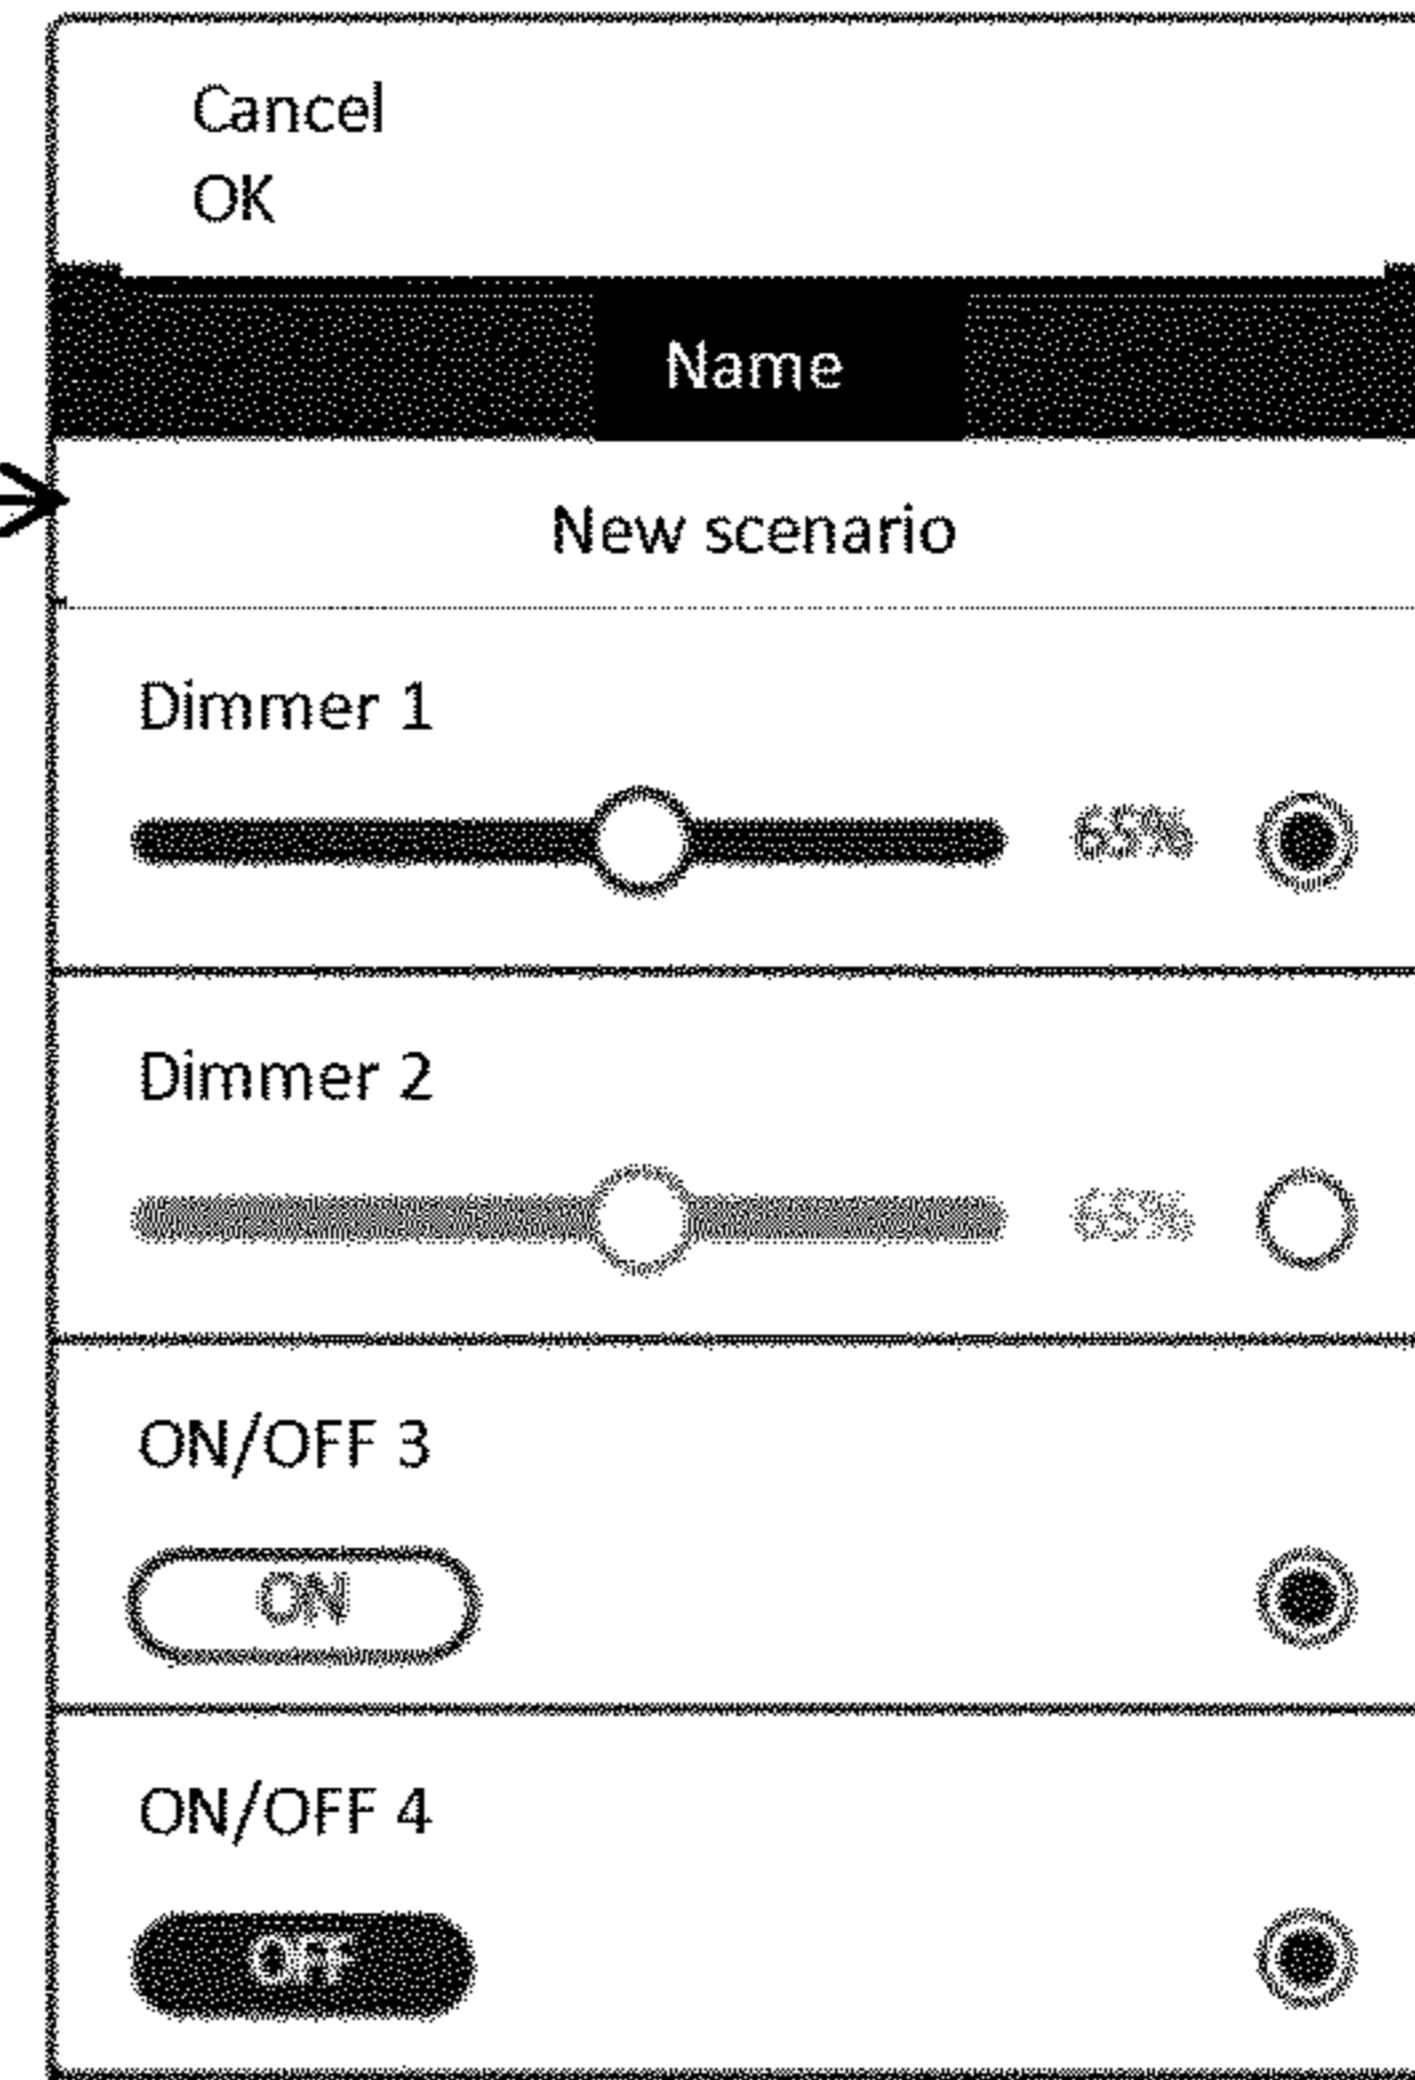 Cancel
OK
Name
New scenario
Dimmer 1
65%
Dimmer 2
65%
ON/OFF 3
ON
ON/OFF 4
OFF